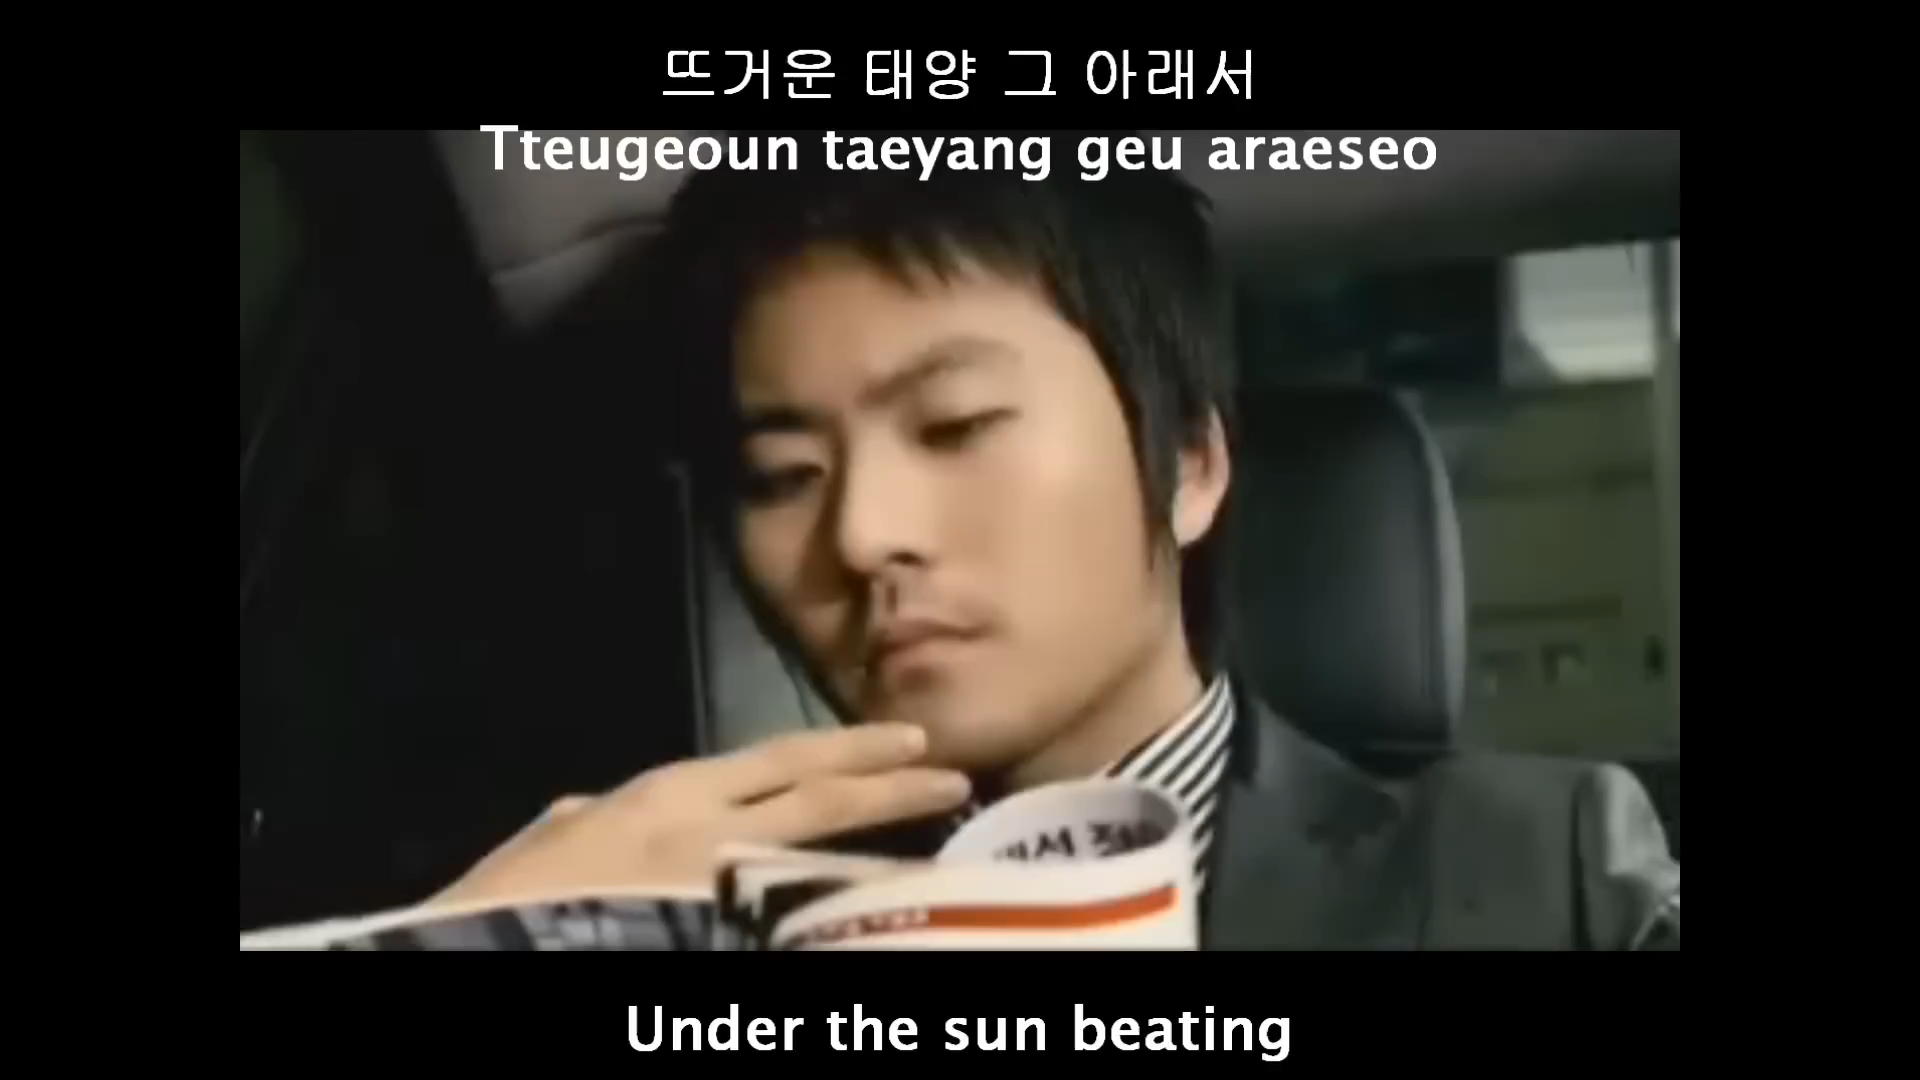 뜨거운 태양 그 아래서
Tteugeoun taeyang geu araeseo
Under the sun beating